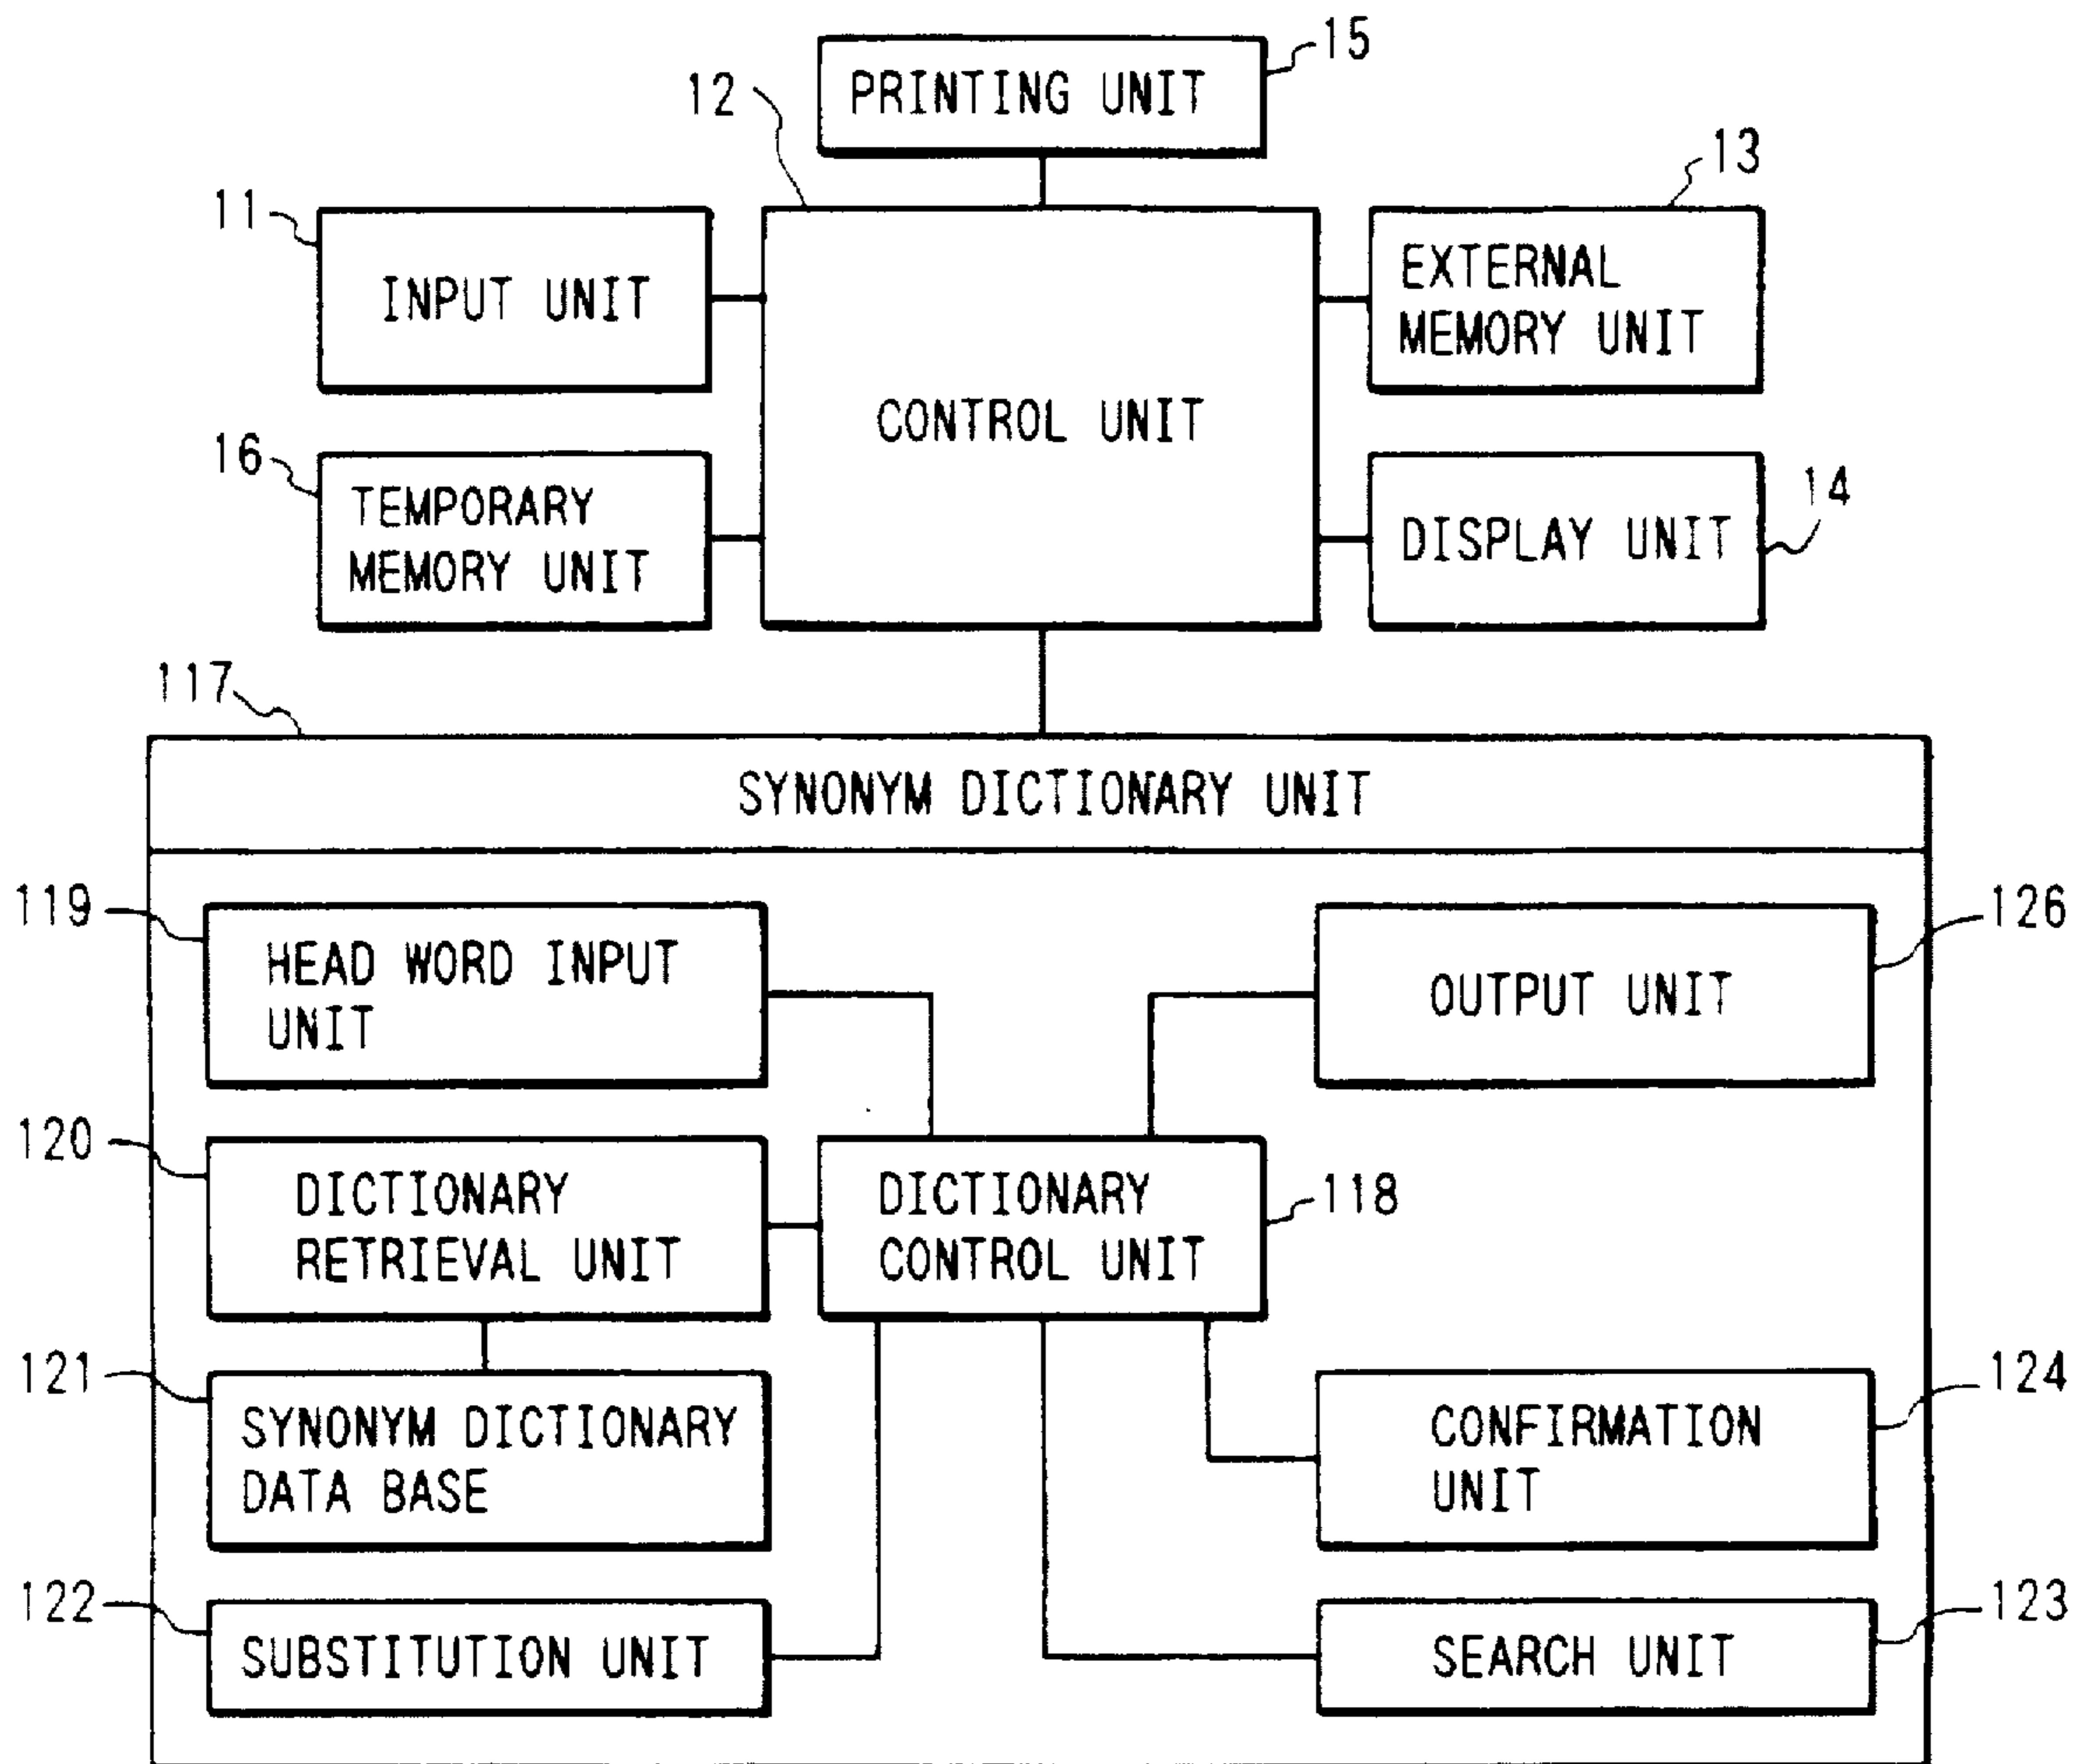 15
PRINTING UNIT
12
13
11
INPUT UNIT
EXTERNAL
MEMORY UNIT
CONTROL UNIT
16
TEMPORARY
MEMORY UNIT
14
DISPLAY UNIT
117
SYNONYM DICTIONARY UNIT
119
HEAD WORD INPUT
UNIT
126
OUTPUT UNIT
120
DICTIONARY
RETRIEVAL UNIT
DICTIONARY
CONTROL UNIT
118
121
SYNONYM DICTIONARY
DATA BASE
124
CONFIRMATION
UNIT
122
SUBSTITUTION UNIT
123
SEARCH UNIT